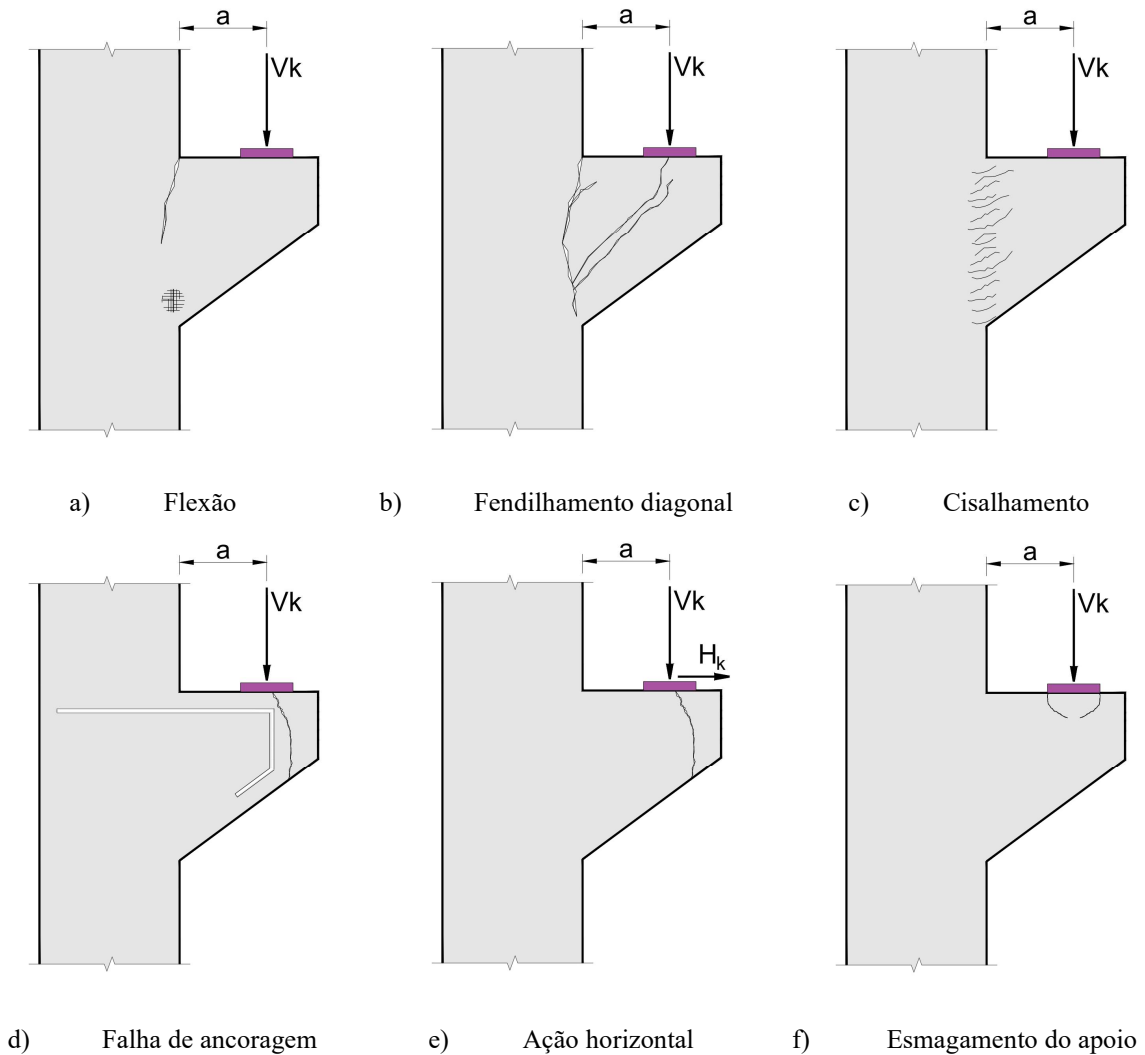 a a a
Vk Vk Vk
a) Flexão b) Fendilhamento diagonal c) Cisalhamento
a a a
Vk Vk Vk
Hk
d) Falha de ancoragem e) Ação horizontal f) Esmagamento do apoio